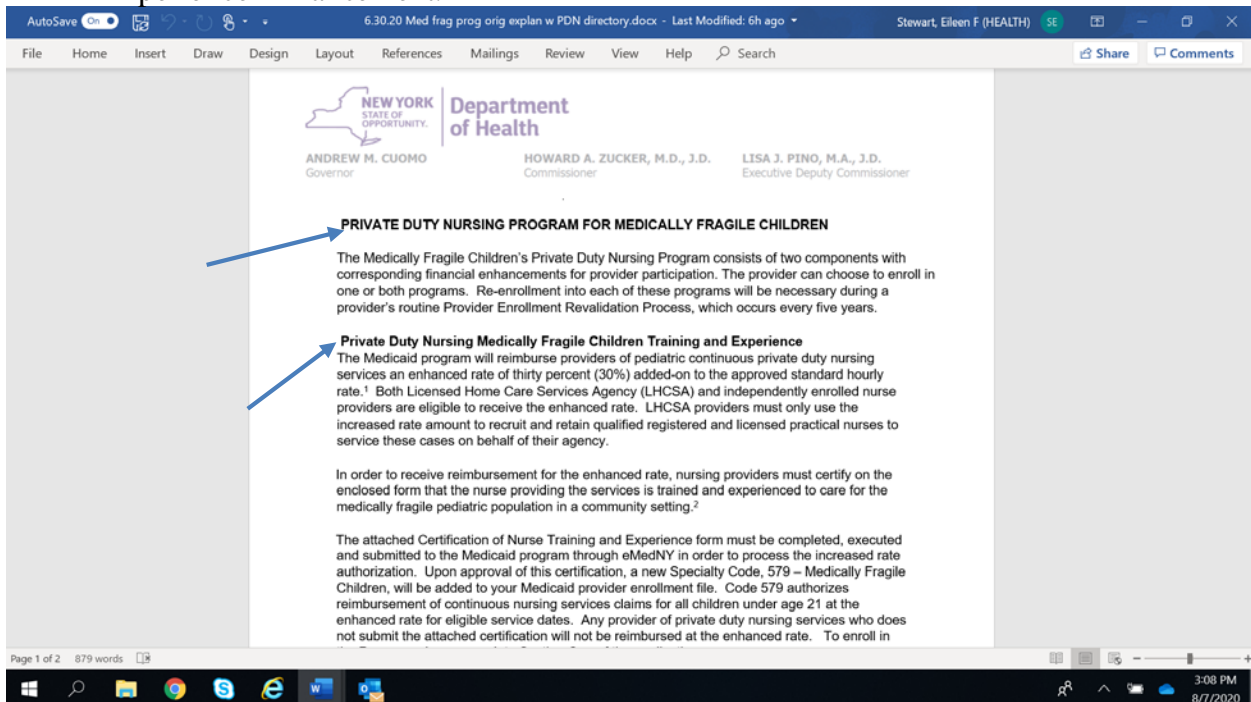 AutoSave On 6.30.20 Med frag prog orig explan w PDN directory.docx - Last Modified: 6h ago Stewart, Eileen F (HEALTH) SE
File Home Insert Draw Design Layout References Mailings Review View Help Search Share Comments
NEW YORK
STATE OF
OPPORTUNITY.
Department
of Health
ANDREW M. CUOMO HOWARD A. ZUCKER, M.D., J.D. LISA J. PINO, M.A., J.D.
Governor Commissioner Executive Deputy Commissioner
PRIVATE DUTY NURSING PROGRAM FOR MEDICALLY FRAGILE CHILDREN
The Medically Fragile Children's Private Duty Nursing Program consists of two components with
corresponding financial enhancements for provider participation. The provider can choose to enroll in
one or both programs. Re-enrollment into each of these programs will be necessary during a
provider's routine Provider Enrollment Revalidation Process, which occurs every five years.
Private Duty Nursing Medically Fragile Children Training and Experience
The Medicaid program will reimburse providers of pediatric continuous private duty nursing
services an enhanced rate of thirty percent (30%) added-on to the approved standard hourly
rate.¹ Both Licensed Home Care Services Agency (LHCSA) and independently enrolled nurse
providers are eligible to receive the enhanced rate. LHCSA providers must only use the
increased rate amount to recruit and retain qualified registered and licensed practical nurses to
service these cases on behalf of their agency.
In order to receive reimbursement for the enhanced rate, nursing providers must certify on the
enclosed form that the nurse providing the services is trained and experienced to care for the
medically fragile pediatric population in a community setting.²
The attached Certification of Nurse Training and Experience form must be completed, executed
and submitted to the Medicaid program through eMedNY in order to process the increased rate
authorization. Upon approval of this certification, a new Specialty Code, 579 – Medically Fragile
Children, will be added to your Medicaid provider enrollment file. Code 579 authorizes
reimbursement of continuous nursing services claims for all children under age 21 at the
enhanced rate for eligible service dates. Any provider of private duty nursing services who does
not submit the attached certification will not be reimbursed at the enhanced rate. To enroll in
Page 1 of 2 879 words
3:08 PM
8/7/2020